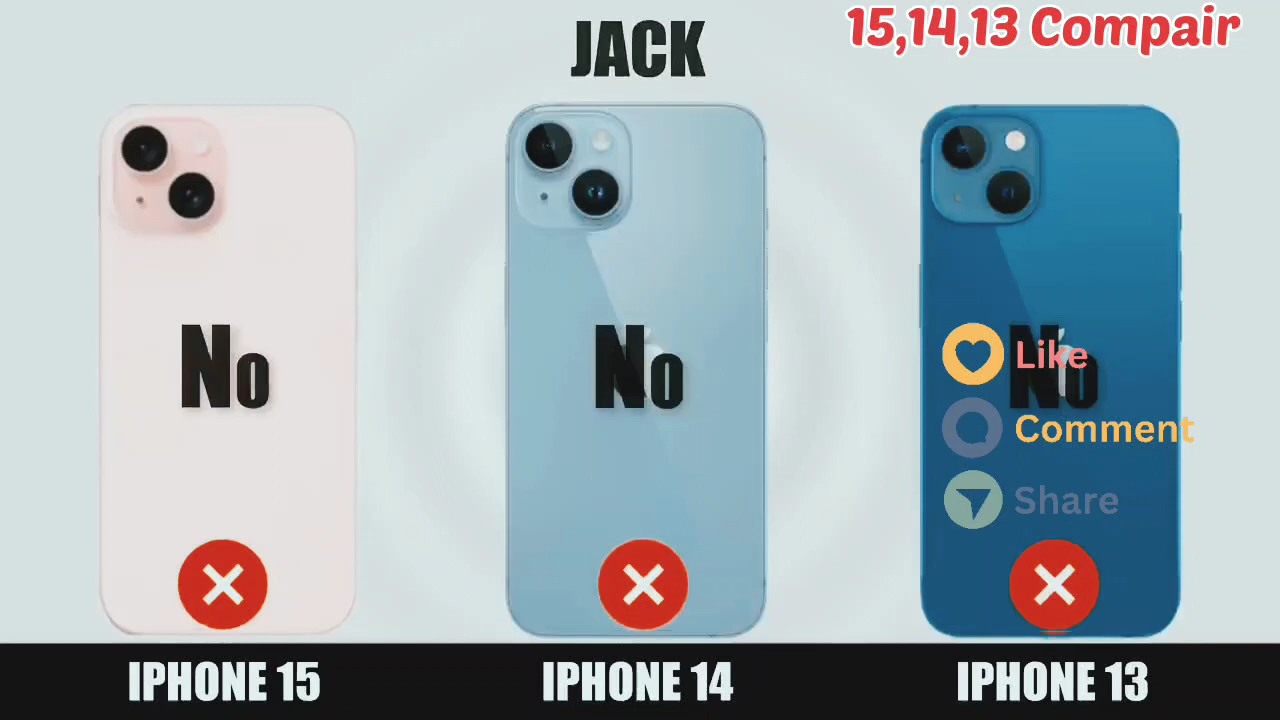 JACK
15,14,13 Compair
No
No
No
Like
Comment
Share
IPHONE 15
IPHONE 14
IPHONE 13